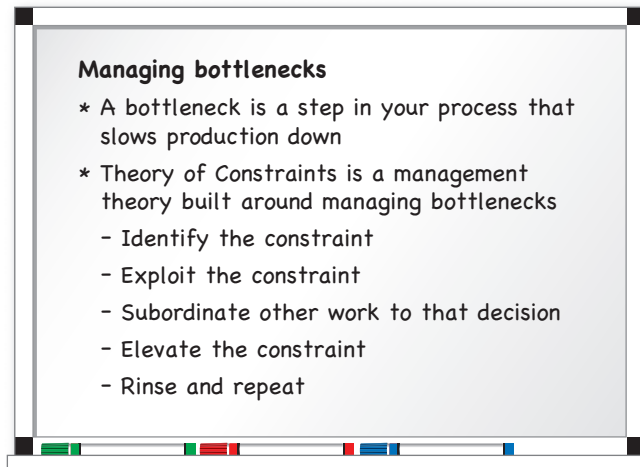 Managing bottlenecks
* A bottleneck is a step in your process that
slows production down
* Theory of Constraints is a management
theory built around managing bottlenecks
- Identify the constraint
- Exploit the constraint
- Subordinate other work to that decision
- Elevate the constraint
- Rinse and repeat